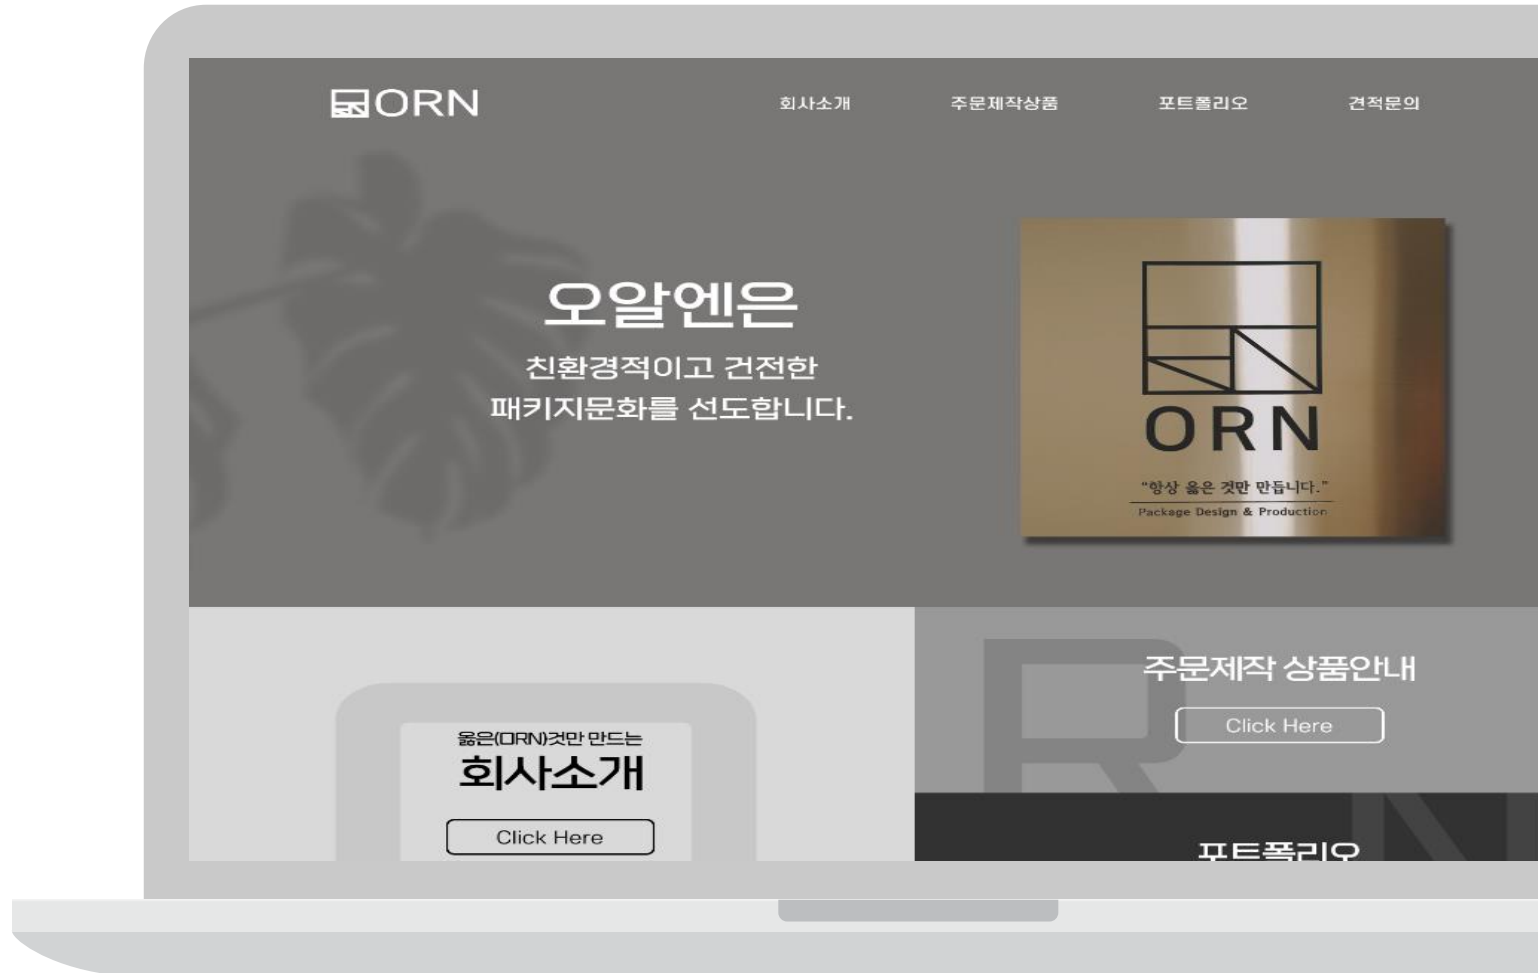 ORN
회사소개 주문제작상품 포트폴리오 견적문의
오알엔은
친환경적이고 건전한
패키지문화를 선도합니다.
ORN
“항상 옳은 것만 만듭니다.”
Package Design & Production
옳은(ORN)것만 만드는
회사소개
Click Here
주문제작 상품안내
Click Here
포트폴리오